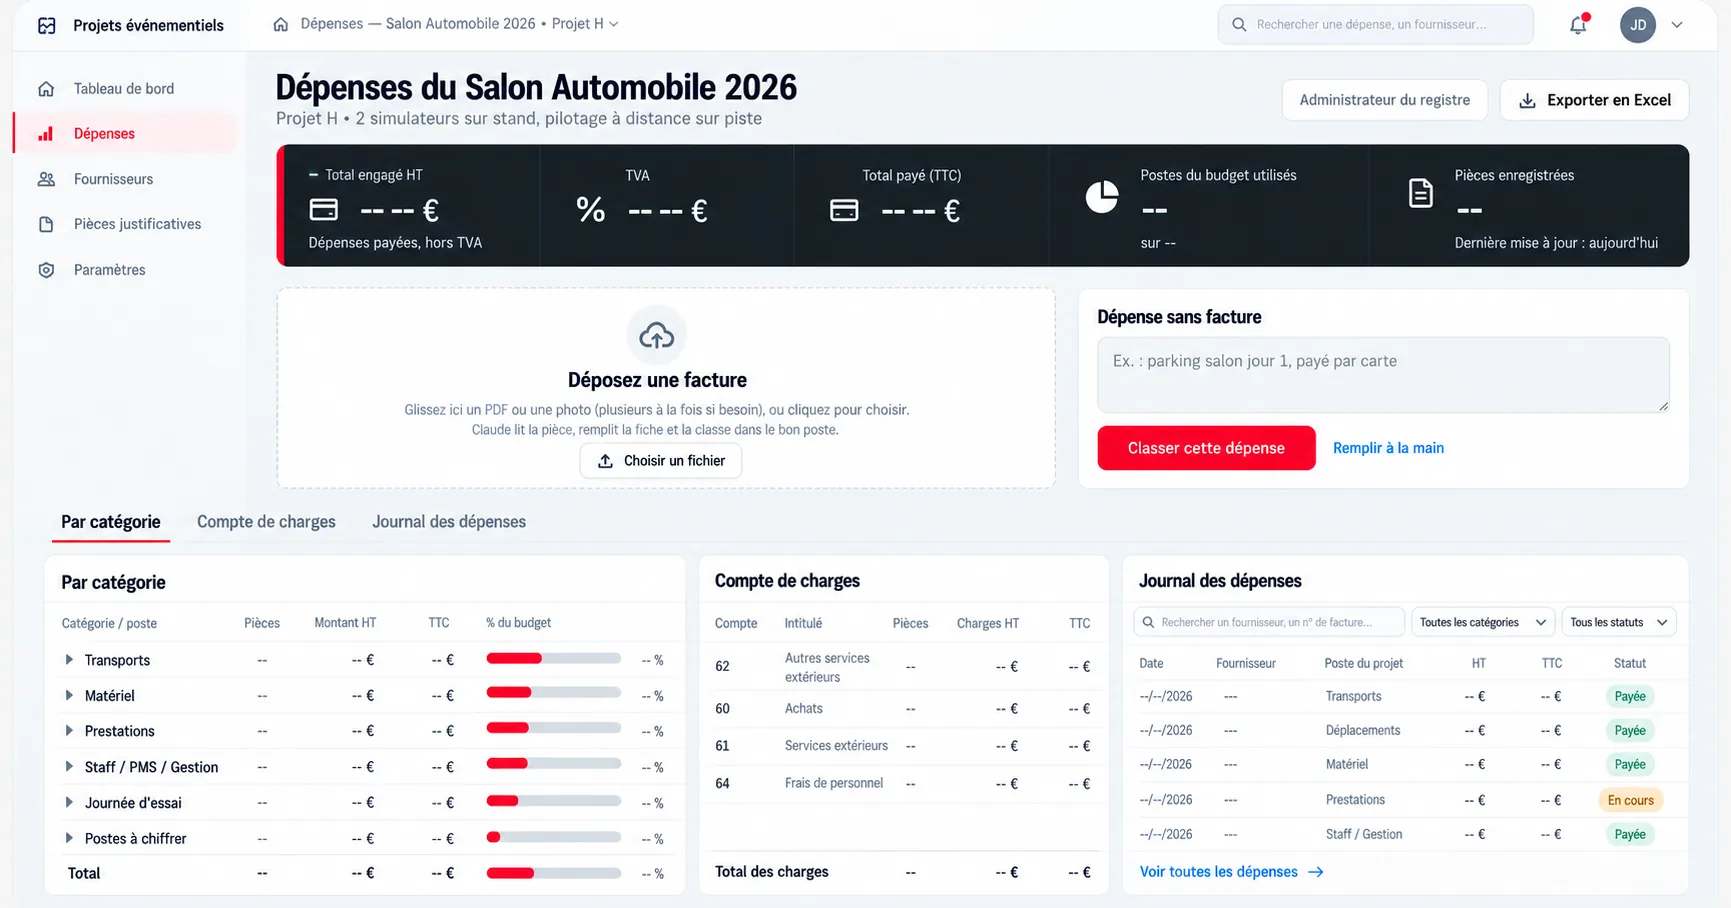 Projets événementiels
Dépenses — Salon Automobile 2026 • Projet H
Rechercher une dépense, un fournisseur...
JD
Tableau de bord
Dépenses
Fournisseurs
Pièces justificatives
Paramètres
Dépenses du Salon Automobile 2026
Projet H • 2 simulateurs sur stand, pilotage à distance sur piste
Administrateur du registre
Exporter en Excel
Total engagé HT
-- -- €
Dépenses payées, hors TVA
TVA
% -- -- €
Total payé (TTC)
-- -- €
Postes du budget utilisés
--
sur --
Pièces enregistrées
--
Dernière mise à jour : aujourd'hui
Déposez une facture
Glissez ici un PDF ou une photo (plusieurs à la fois si besoin), ou cliquez pour choisir.
Claude lit la pièce, remplit la fiche et la classe dans le bon poste.
Choisir un fichier
Dépense sans facture
Ex. : parking salon jour 1, payé par carte
Classer cette dépense
Remplir à la main
Par catégorie Compte de charges Journal des dépenses
Par catégorie
Catégorie / poste Pièces Montant HT TTC % du budget
Transports -- -- € -- € -- %
Matériel -- -- € -- € -- %
Prestations -- -- € -- € -- %
Staff / PMS / Gestion -- -- € -- € -- %
Journée d'essai -- -- € -- € -- %
Postes à chiffrer -- -- € -- € -- %
Total -- -- € -- € -- %
Compte de charges
Compte Intitulé Pièces Charges HT TTC
62 Autres services extérieurs -- -- € -- €
60 Achats -- -- € -- €
61 Services extérieurs -- -- € -- €
64 Frais de personnel -- -- € -- €
Total des charges -- -- € -- €
Journal des dépenses
Rechercher un fournisseur, un n° de facture...
Toutes les catégories
Tous les statuts
Date Fournisseur Poste du projet HT TTC Statut
--/--/2026 --- Transports -- € -- € Payée
--/--/2026 --- Déplacements -- € -- € Payée
--/--/2026 --- Matériel -- € -- € Payée
--/--/2026 --- Prestations -- € -- € En cours
--/--/2026 --- Staff / Gestion -- € -- € Payée
Voir toutes les dépenses →